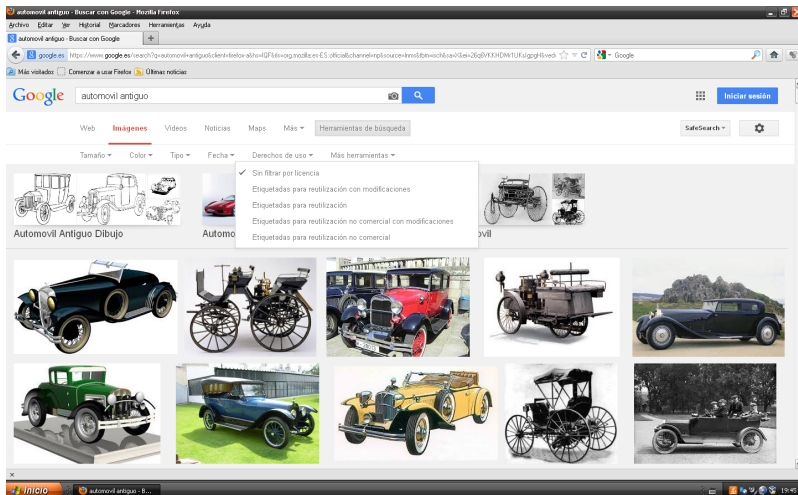 automovil antiguo - Buscar con Google - Mozilla Firefox
Archivo Editar Ver Historial Marcadores Herramientas Ayuda
automovil antiguo - Buscar con Google
google.es
Google
Más visitados Comenzar a usar Firefox Últimas noticias
Google automovil antiguo Iniciar sesión
Web Imágenes Vídeos Noticias Maps Más Herramientas de búsqueda SafeSearch
Tamaño Color Tipo Fecha Derechos de uso Más herramientas
Sin filtrar por licencia
Etiquetadas para reutilización con modificaciones
Etiquetadas para reutilización
Etiquetadas para reutilización no comercial con modificaciones
Etiquetadas para reutilización no comercial
Automovil Antiguo Dibujo
Inicio automovil antiguo - B... 19:45